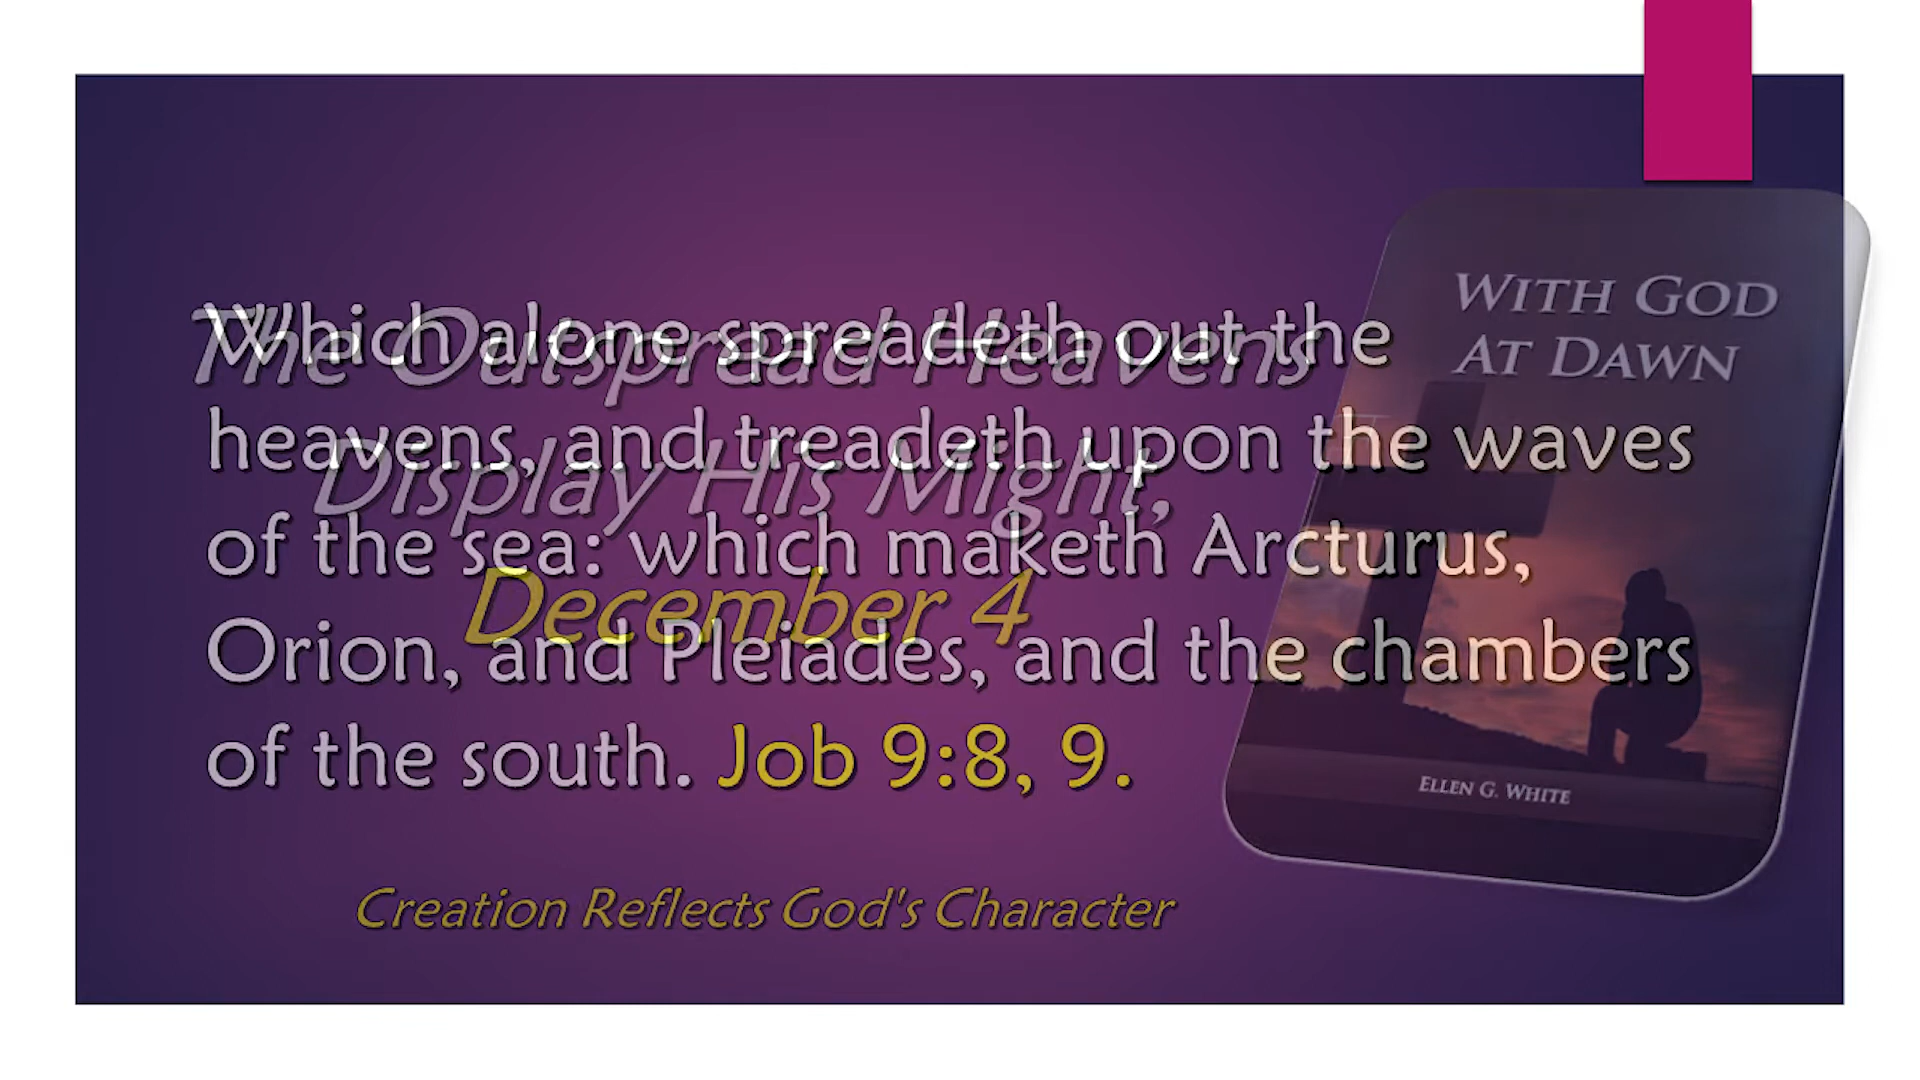 The Outspread Heavens
Display His Might,
December 4
Creation Reflects God's Character
Which alone spreadeth out the
heavens, and treadeth upon the waves
of the sea: which maketh Arcturus,
Orion, and Pleiades, and the chambers
of the south. Job 9:8, 9.
WITH GOD
AT DAWN
ELLEN G. WHITE